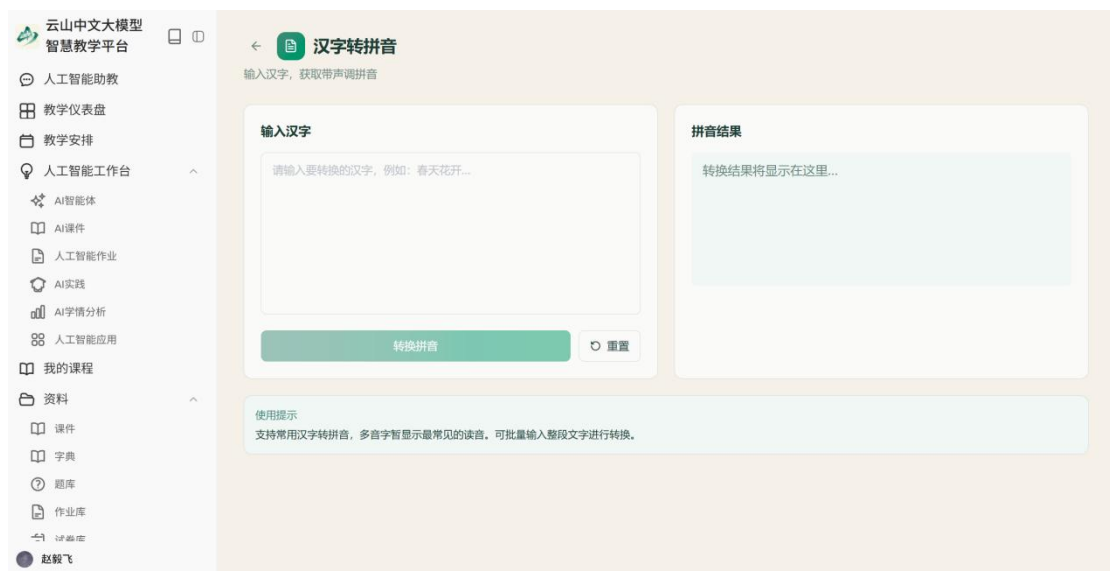 云山中文大模型
智慧教学平台
人工智能助教
教学仪表盘
教学安排
人工智能工作台
AI智能体
AI课件
人工智能作业
AI实践
AI学情分析
人工智能应用
我的课程
资料
课件
字典
题库
作业库
试卷库
赵毅飞
汉字转拼音
输入汉字，获取带声调拼音
输入汉字
请输入要转换的汉字，例如：春天花开...
转换拼音
重置
拼音结果
转换结果将显示在这里...
使用提示
支持常用汉字转拼音，多音字暂显示最常见的读音。可批量输入整段文字进行转换。